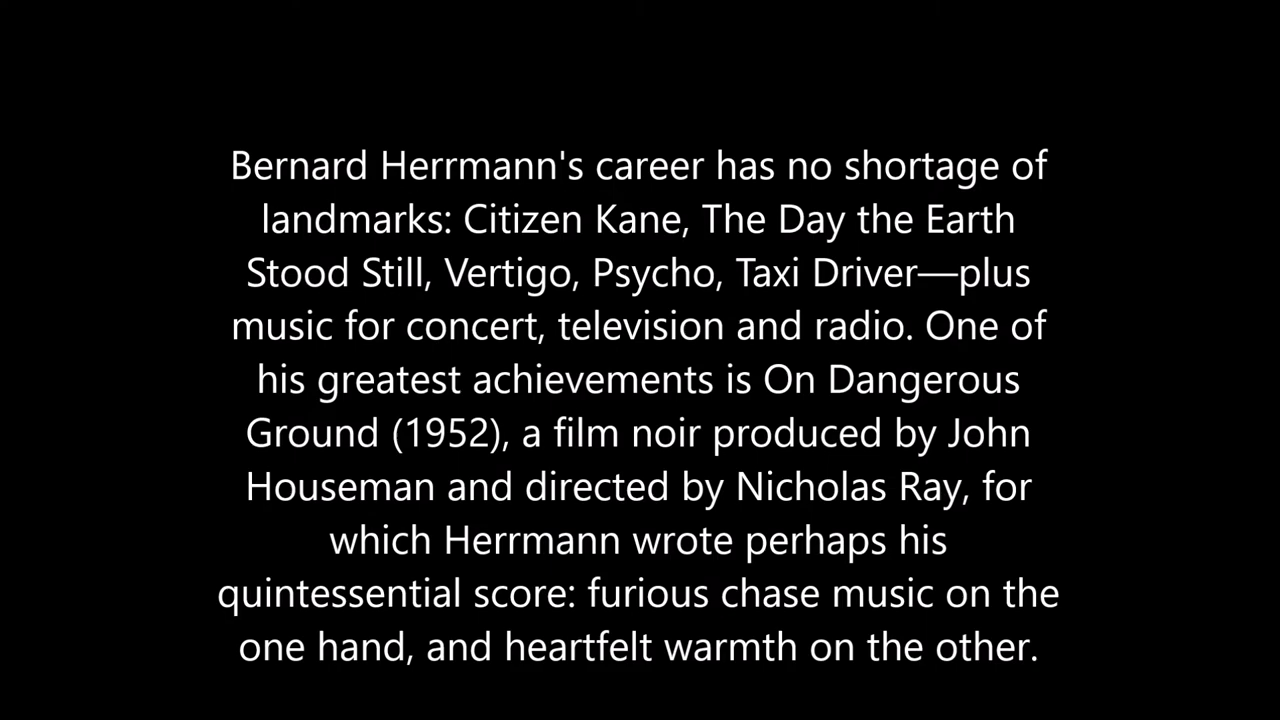 Bernard Herrmann's career has no shortage of
landmarks: Citizen Kane, The Day the Earth
Stood Still, Vertigo, Psycho, Taxi Driver—plus
music for concert, television and radio. One of
his greatest achievements is On Dangerous
Ground (1952), a film noir produced by John
Houseman and directed by Nicholas Ray, for
which Herrmann wrote perhaps his
quintessential score: furious chase music on the
one hand, and heartfelt warmth on the other.